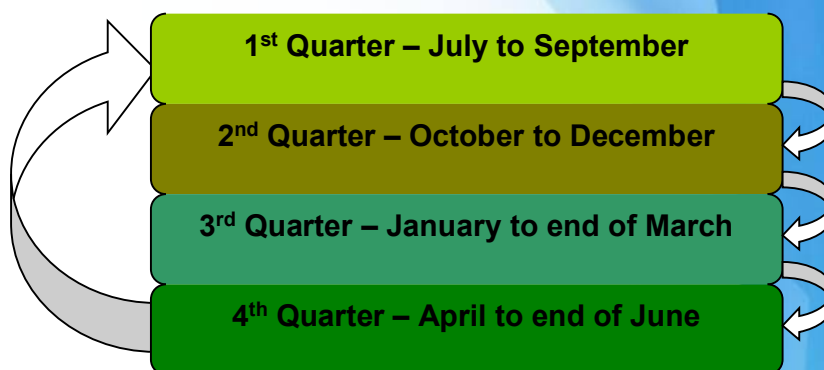 1st Quarter – July to September
2nd Quarter – October to December
3rd Quarter – January to end of March
4th Quarter – April to end of June